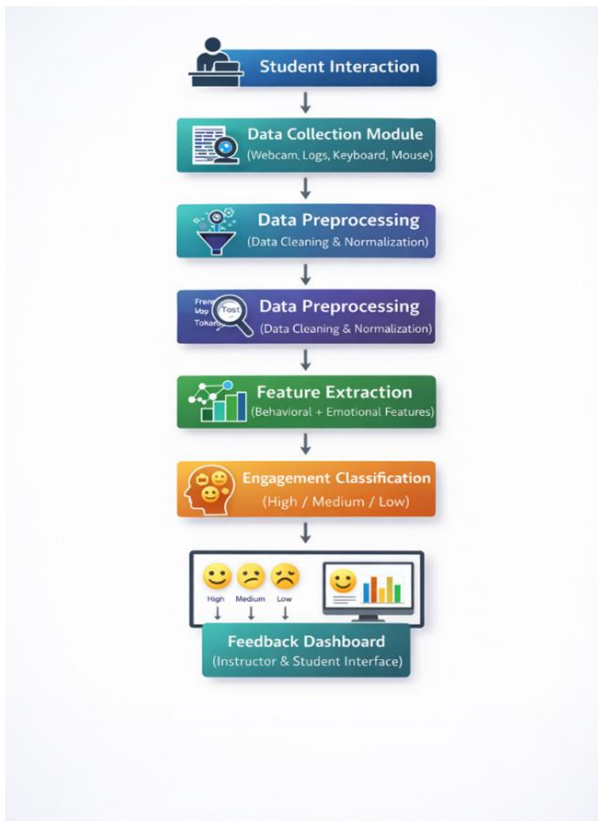 Student Interaction
Data Collection Module
(Webcam, Logs, Keyboard, Mouse)
Data Preprocessing
(Data Cleaning & Normalization)
Tost
Data Preprocessing
(Data Cleaning & Normalization)
Feature Extraction
(Behavioral + Emotional Features)
Engagement Classification
(High / Medium / Low)
High Medium Low
Feedback Dashboard
(Instructor & Student Interface)